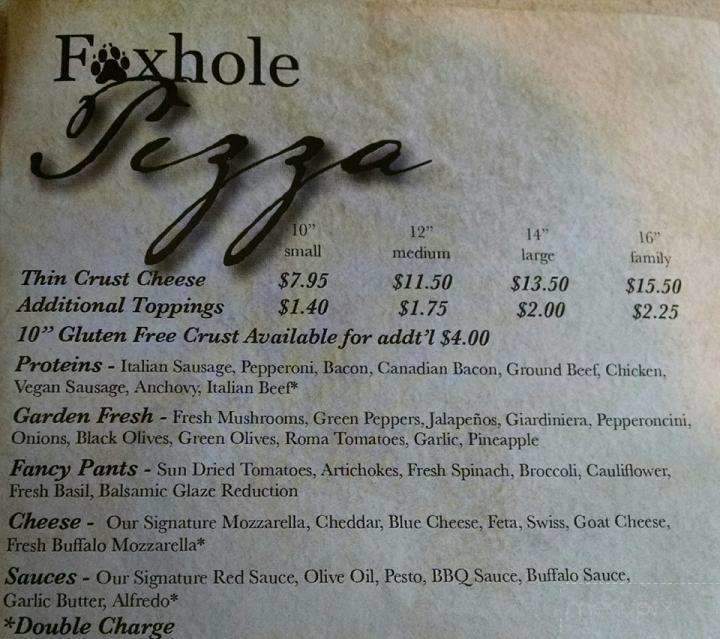 Foxhole
Pizza
10" 12" 14" 16"
small medium large family
Thin Crust Cheese $7.95 $11.50 $13.50 $15.50
Additional Toppings $1.40 $1.75 $2.00 $2.25
10" Gluten Free Crust Available for addt'l $4.00
Proteins - Italian Sausage, Pepperoni, Bacon, Canadian Bacon, Ground Beef, Chicken,
Vegan Sausage, Anchovy, Italian Beef*
Garden Fresh - Fresh Mushrooms, Green Peppers, Jalapeños, Giardiniera, Pepperoncini,
Onions, Black Olives, Green Olives, Roma Tomatoes, Garlic, Pineapple
Fancy Pants - Sun Dried Tomatoes, Artichokes, Fresh Spinach, Broccoli, Cauliflower,
Fresh Basil, Balsamic Glaze Reduction
Cheese - Our Signature Mozzarella, Cheddar, Blue Cheese, Feta, Swiss, Goat Cheese,
Fresh Buffalo Mozzarella*
Sauces - Our Signature Red Sauce, Olive Oil, Pesto, BBQ Sauce, Buffalo Sauce,
Garlic Butter, Alfredo*
*Double Charge
menupix